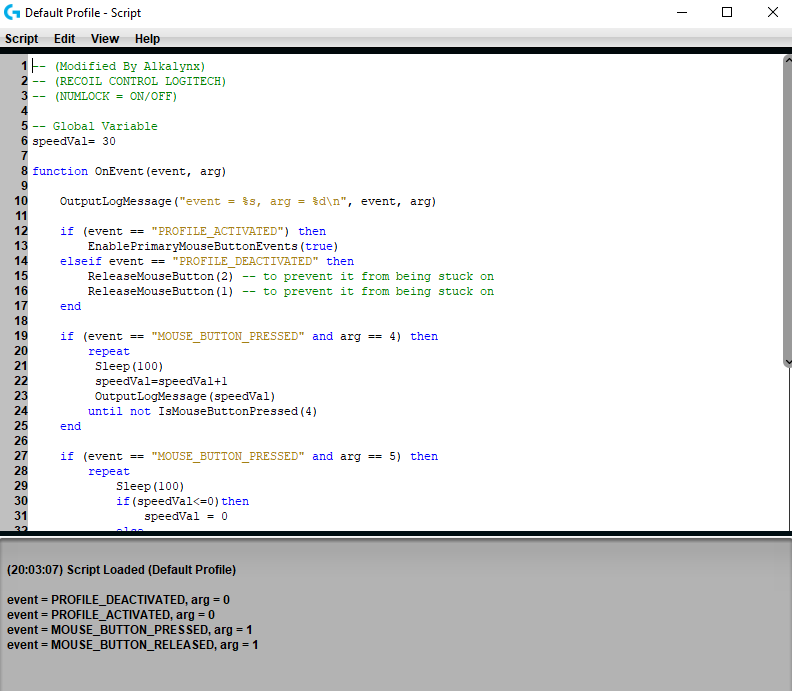 Default Profile - Script
Script Edit View Help
1 -- (Modified By Alkalynx)
2 -- (RECOIL CONTROL LOGITECH)
3 -- (NUMLOCK = ON/OFF)
4
5 -- Global Variable
6 speedVal= 30
7
8 function OnEvent(event, arg)
9
10 OutputLogMessage("event = %s, arg = %d\n", event, arg)
11
12 if (event == "PROFILE_ACTIVATED") then
13 EnablePrimaryMouseButtonEvents(true)
14 elseif event == "PROFILE_DEACTIVATED" then
15 ReleaseMouseButton(2) -- to prevent it from being stuck on
16 ReleaseMouseButton(1) -- to prevent it from being stuck on
17 end
18
19 if (event == "MOUSE_BUTTON_PRESSED" and arg == 4) then
20 repeat
21 Sleep(100)
22 speedVal=speedVal+1
23 OutputLogMessage(speedVal)
24 until not IsMouseButtonPressed(4)
25 end
26
27 if (event == "MOUSE_BUTTON_PRESSED" and arg == 5) then
28 repeat
29 Sleep(100)
30 if(speedVal<=0)then
31 speedVal = 0
32 else
(20:03:07) Script Loaded (Default Profile)
event = PROFILE_DEACTIVATED, arg = 0
event = PROFILE_ACTIVATED, arg = 0
event = MOUSE_BUTTON_PRESSED, arg = 1
event = MOUSE_BUTTON_RELEASED, arg = 1